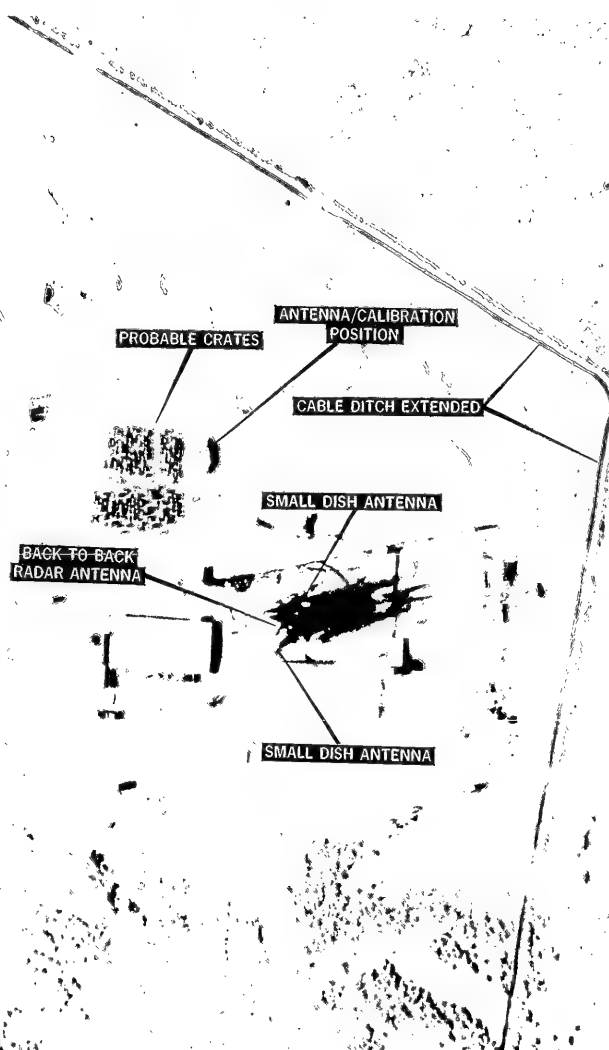 ANTENNA/CALIBRATION
POSITION
PROBABLE CRATES
CABLE DITCH EXTENDED
SMALL DISH ANTENNA
BACK TO BACK
RADAR ANTENNA
SMALL DISH ANTENNA